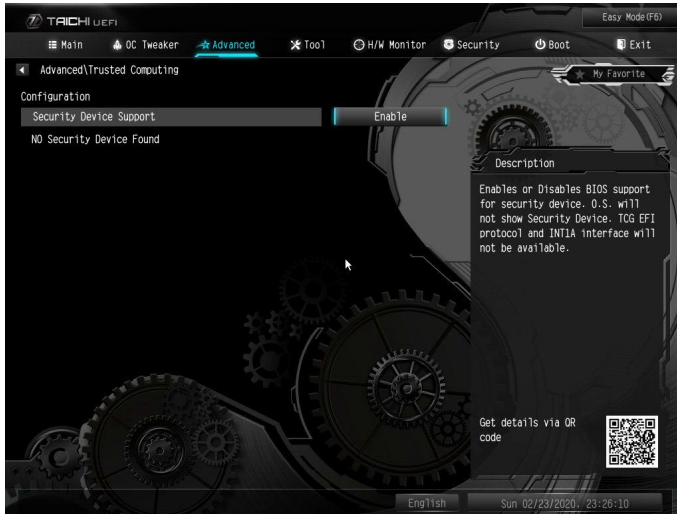 TAICHI UEFI
Easy Mode(F6)
Main OC Tweaker Advanced Tool H/W Monitor Security Boot Exit
Advanced\Trusted Computing
My Favorite
Configuration
Security Device Support Enable
NO Security Device Found
Description
Enables or Disables BIOS support
for security device. O.S. will
not show Security Device. TCG EFI
protocol and INT1A interface will
not be available.
Get details via QR
code
English
Sun 02/23/2020. 23:26:10